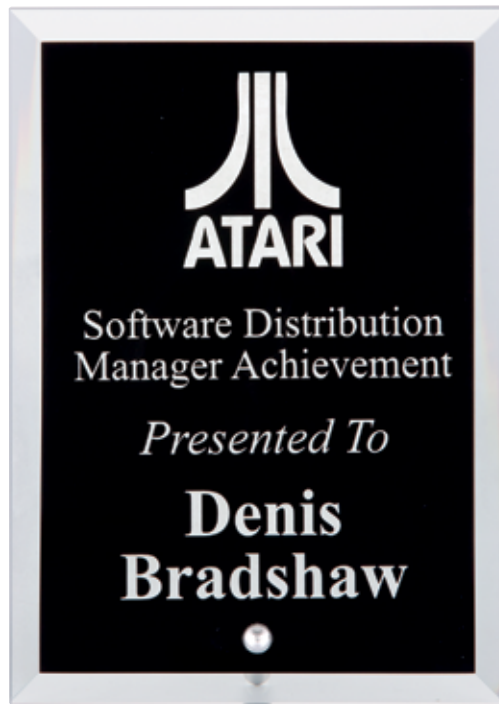 ATARI
Software Distribution
Manager Achievement
Presented To
Denis
Bradshaw